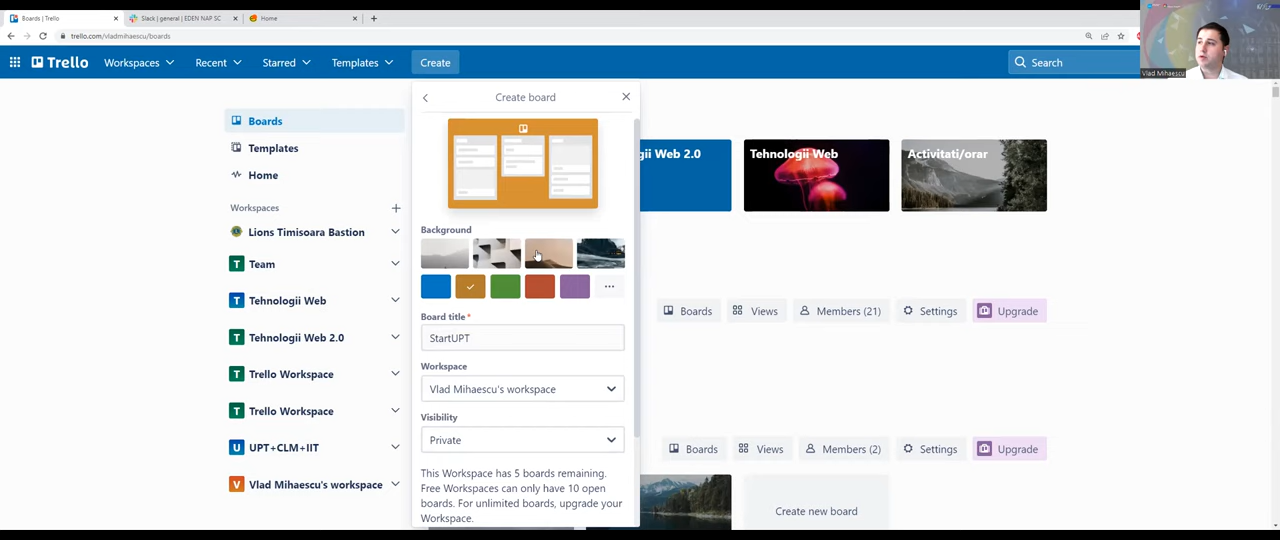 Boards | Trello
Slack | general | EDEN NAP SC
Home
trello.com/vladmihaescu/boards
Trello
Workspaces
Recent
Starred
Templates
Create
Search
Vlad Mihaescu
Boards
Templates
Home
Workspaces
Lions Timisoara Bastion
T
Team
T
Tehnologii Web
T
Tehnologii Web 2.0
T
Trello Workspace
T
Trello Workspace
U
UPT+CLM+IIT
V
Vlad Mihaescu's workspace
Create board
Background
Board title*
StartUPT
Workspace
Vlad Mihaescu's workspace
Visibility
Private
This Workspace has 5 boards remaining.
Free Workspaces can only have 10 open
boards. For unlimited boards, upgrade your
Workspace.
gii Web 2.0
Tehnologii Web
Activitati/orar
Boards
Views
Members (21)
Settings
Upgrade
Boards
Views
Members (2)
Settings
Upgrade
Create new board